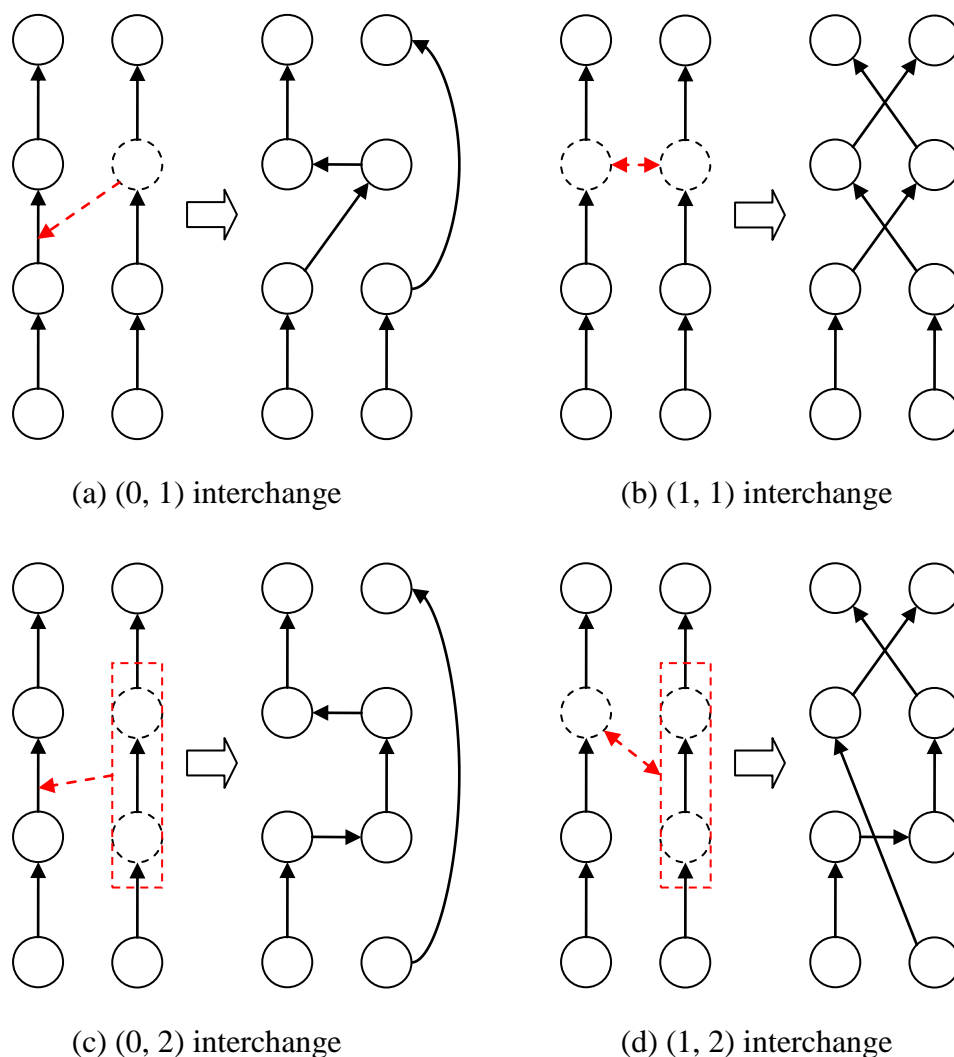 (a) (0, 1) interchange
(b) (1, 1) interchange
(c) (0, 2) interchange
(d) (1, 2) interchange